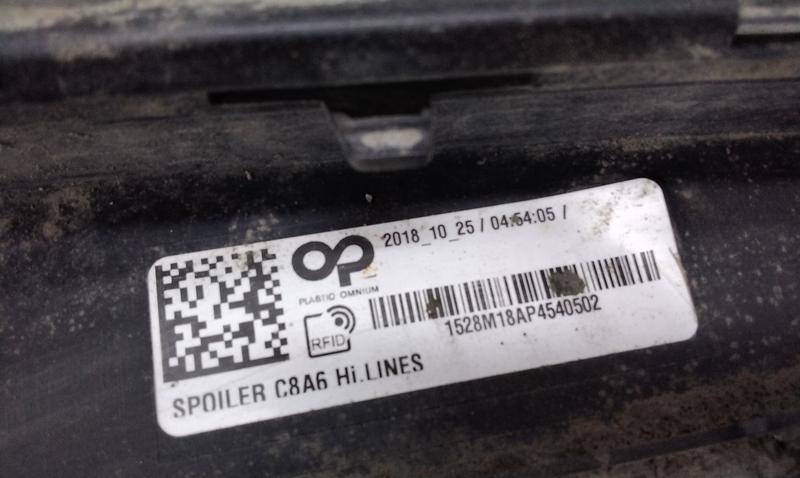 2018_10_25 / 04:54:05 /
OP
PLASTIC OMNIUM
1528M18AP4540502
RFID
SPOILER C8A6 Hi.LINES